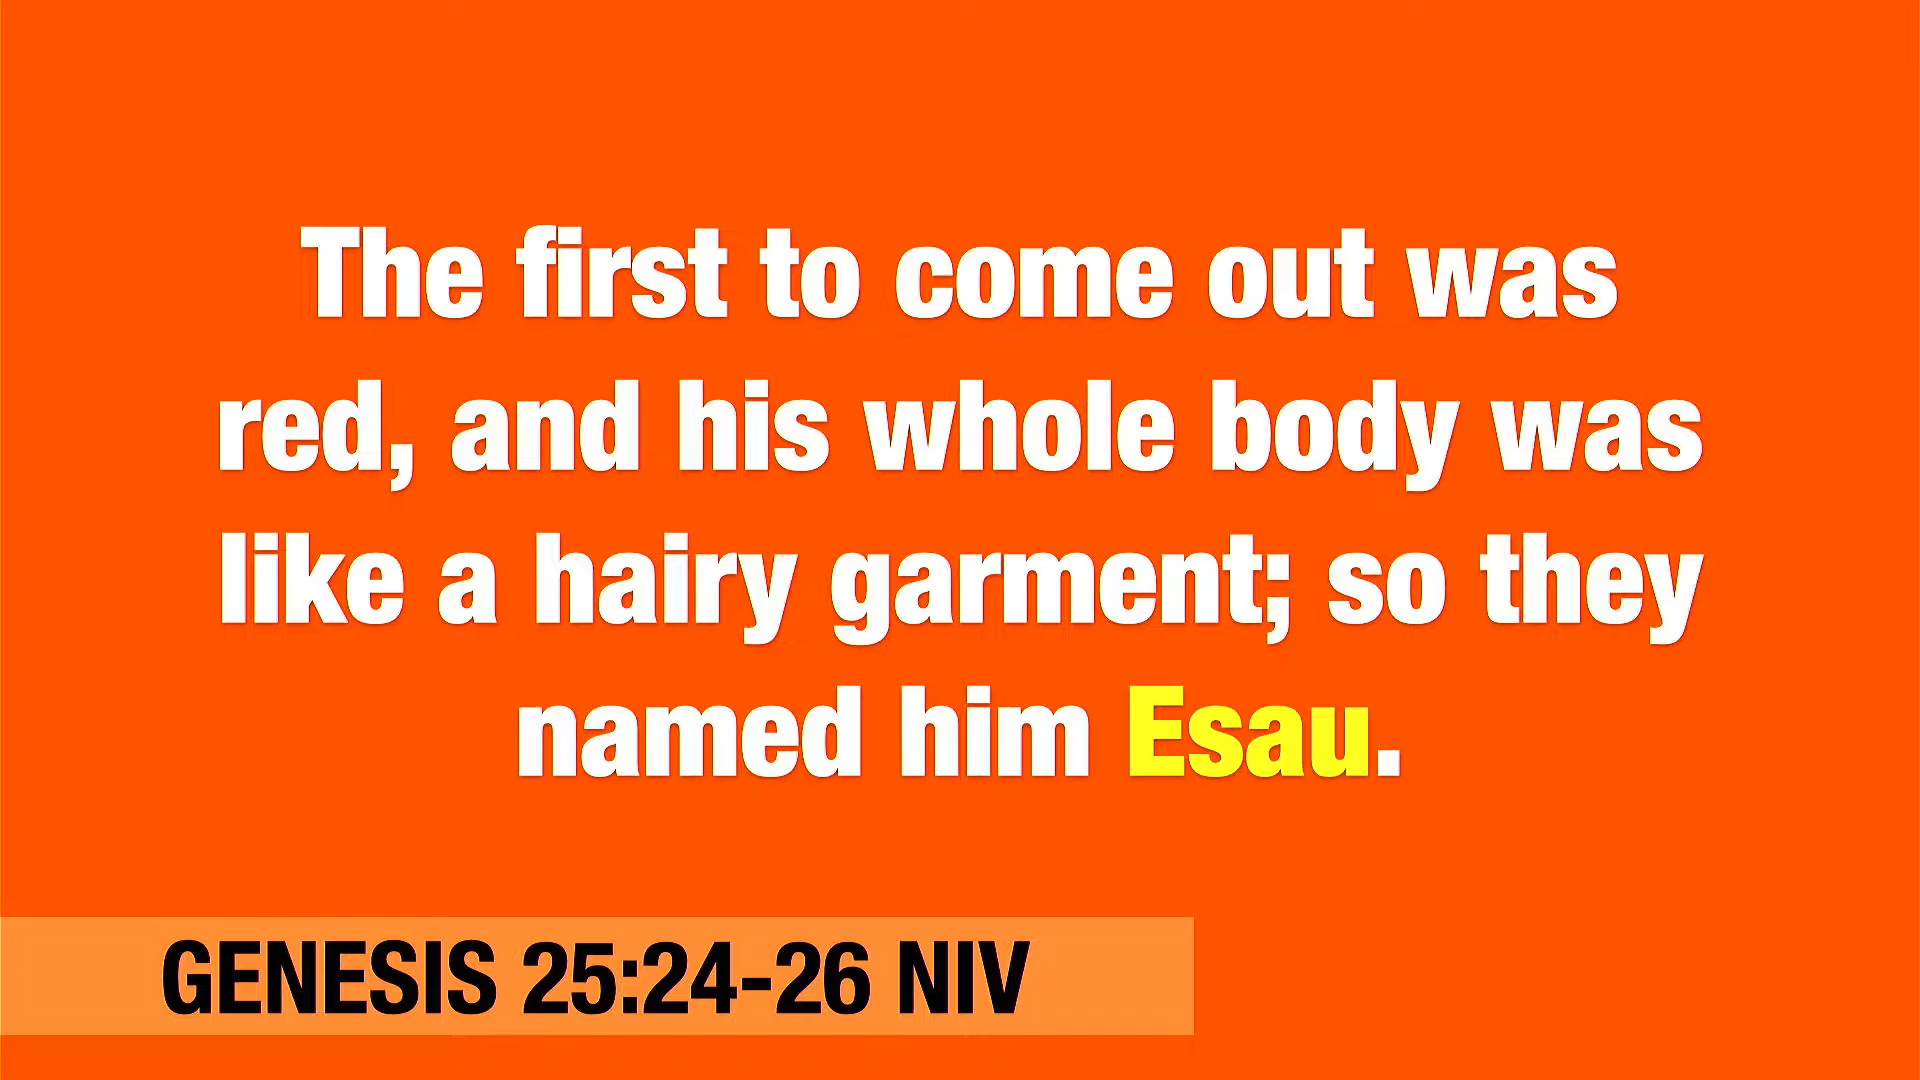 The first to come out was
red, and his whole body was
like a hairy garment; so they
named him Esau.
GENESIS 25:24-26 NIV